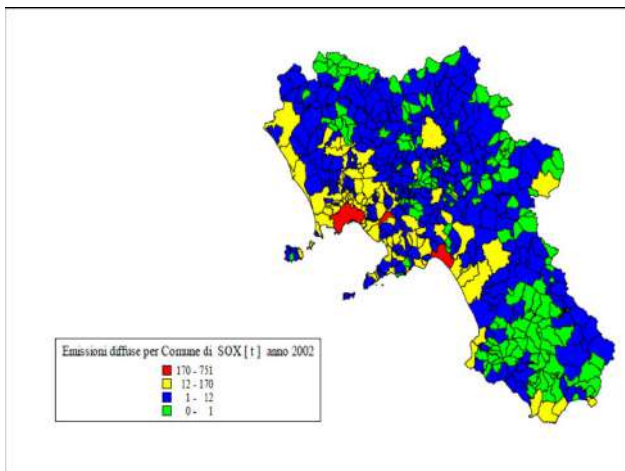 Emissioni diffuse per Comune di SOX [ t ] anno 2002
170 - 751
12 - 170
1 - 12
0 - 1